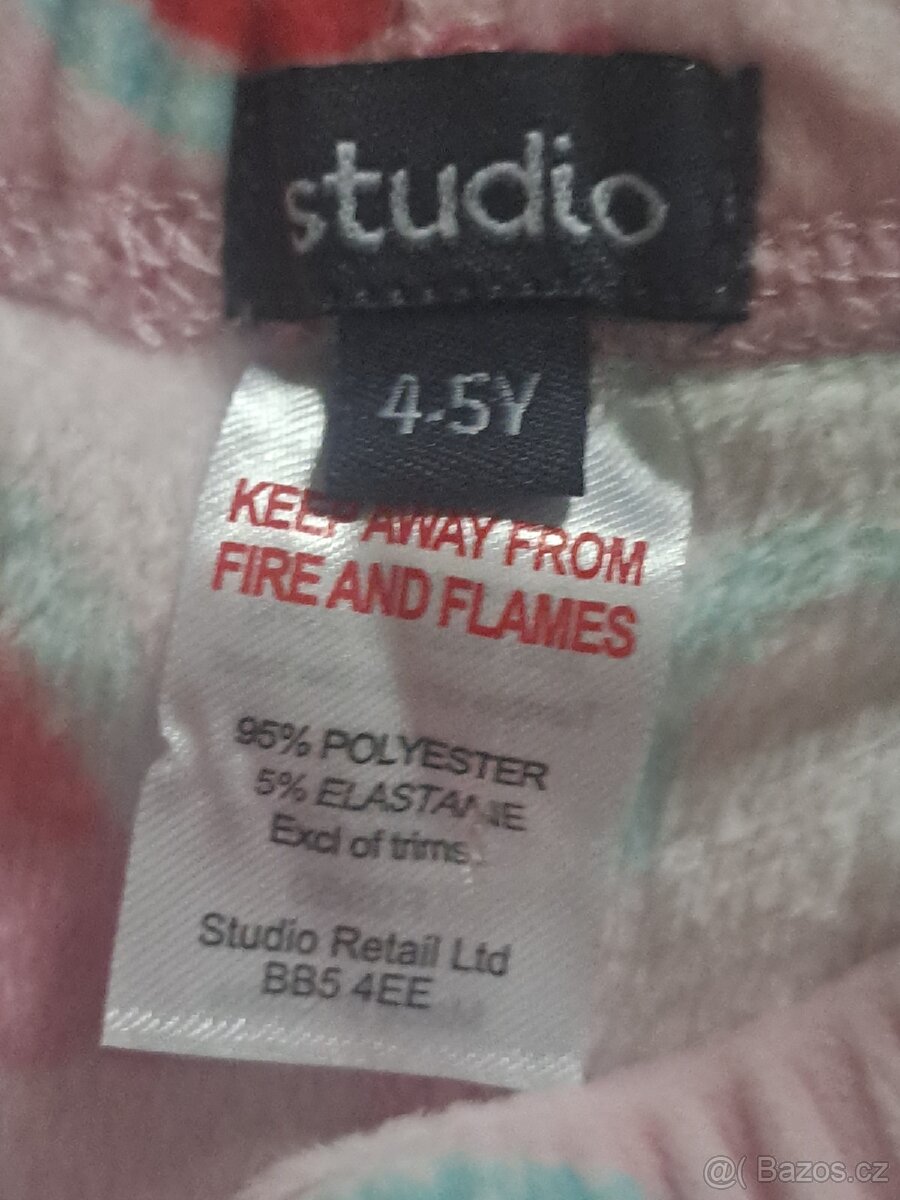 studio
4-5Y
KEEP AWAY FROM
FIRE AND FLAMES
95% POLYESTER
5% ELASTANE
Excl of trims
Studio Retail Ltd
BB5 4EE
@( Bazos.cz